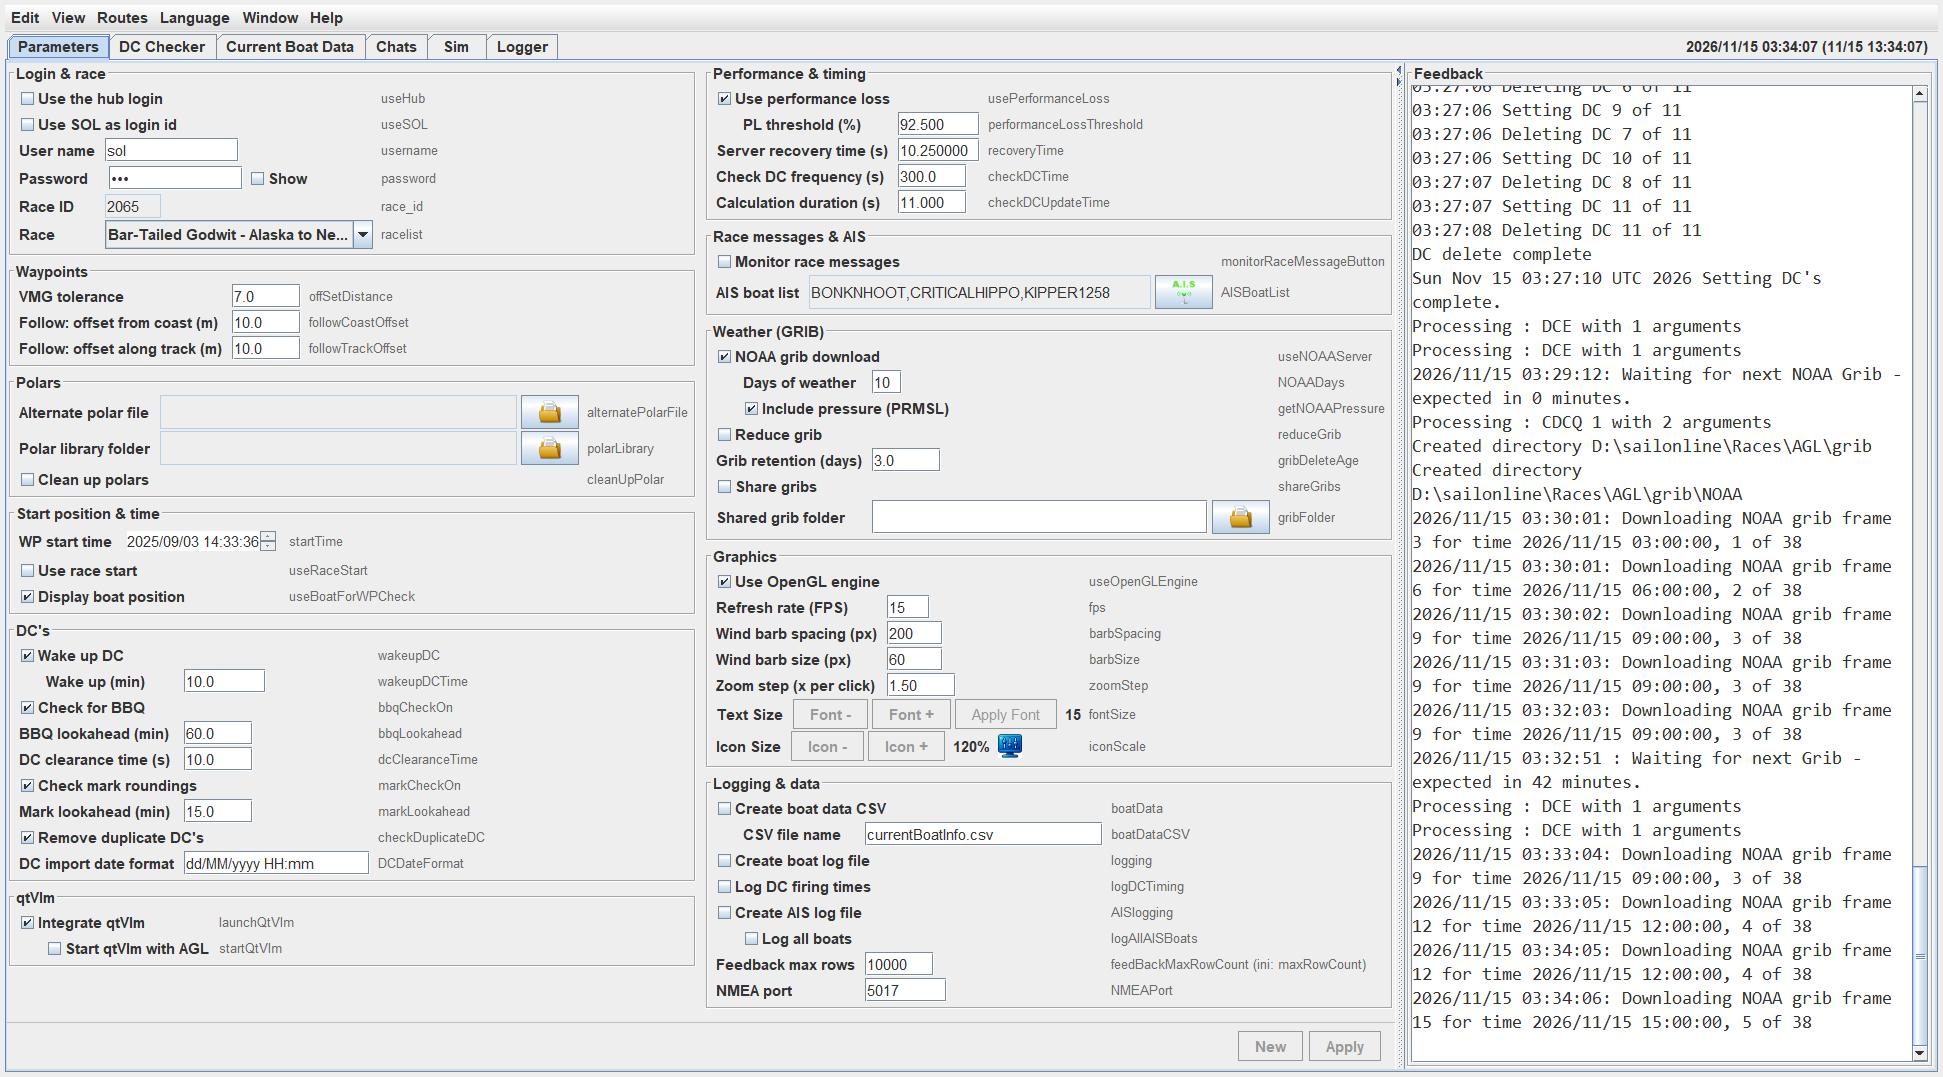 Edit View Routes Language Window Help
Parameters DC Checker Current Boat Data Chats Sim Logger 2026/11/15 03:34:07 (11/15 13:34:07)
Login & race
Use the hub login useHub
Use SOL as login id useSOL
User name sol username
Password ••• Show password
Race ID 2065 race_id
Race Bar-Tailed Godwit - Alaska to Ne... racelist
Waypoints
VMG tolerance 7.0 offSetDistance
Follow: offset from coast (m) 10.0 followCoastOffset
Follow: offset along track (m) 10.0 followTrackOffset
Polars
Alternate polar file alternatePolarFile
Polar library folder polarLibrary
Clean up polars cleanUpPolar
Start position & time
WP start time 2025/09/03 14:33:36 startTime
Use race start useRaceStart
Display boat position useBoatForWPCheck
DC's
Wake up DC wakeupDC
Wake up (min) 10.0 wakeupDCTime
Check for BBQ bbqCheckOn
BBQ lookahead (min) 60.0 bbqLookahead
DC clearance time (s) 10.0 dcClearanceTime
Check mark roundings markCheckOn
Mark lookahead (min) 15.0 markLookahead
Remove duplicate DC's checkDuplicateDC
DC import date format dd/MM/yyyy HH:mm DCDateFormat
qtVlm
Integrate qtVlm launchQtVlm
Start qtVlm with AGL startQtVlm
Performance & timing
Use performance loss usePerformanceLoss
PL threshold (%) 92.500 performanceLossThreshold
Server recovery time (s) 10.250000 recoveryTime
Check DC frequency (s) 300.0 checkDCTime
Calculation duration (s) 11.000 checkDCUpdateTime
Race messages & AIS
Monitor race messages monitorRaceMessageButton
AIS boat list BONKNHOOT,CRITICALHIPPO,KIPPER1258 A.I.S AISBoatList
Weather (GRIB)
NOAA grib download useNOAAServer
Days of weather 10 NOAADays
Include pressure (PRMSL) getNOAAPressure
Reduce grib reduceGrib
Grib retention (days) 3.0 gribDeleteAge
Share gribs shareGribs
Shared grib folder gribFolder
Graphics
Use OpenGL engine useOpenGLEngine
Refresh rate (FPS) 15 fps
Wind barb spacing (px) 200 barbSpacing
Wind barb size (px) 60 barbSize
Zoom step (x per click) 1.50 zoomStep
Text Size Font - Font + Apply Font 15 fontSize
Icon Size Icon - Icon + 120% iconScale
Logging & data
Create boat data CSV boatData
CSV file name currentBoatInfo.csv boatDataCSV
Create boat log file logging
Log DC firing times logDCTiming
Create AIS log file AISlogging
Log all boats logAllAISBoats
Feedback max rows 10000 feedBackMaxRowCount (ini: maxRowCount)
NMEA port 5017 NMEAPort
New Apply
Feedback
03:27:06 Deleting DC 6 of 11
03:27:06 Setting DC 9 of 11
03:27:06 Deleting DC 7 of 11
03:27:06 Setting DC 10 of 11
03:27:07 Deleting DC 8 of 11
03:27:07 Setting DC 11 of 11
03:27:08 Deleting DC 11 of 11
DC delete complete
Sun Nov 15 03:27:10 UTC 2026 Setting DC's
complete.
Processing : DCE with 1 arguments
Processing : DCE with 1 arguments
2026/11/15 03:29:12: Waiting for next NOAA Grib -
expected in 0 minutes.
Processing : CDCQ 1 with 2 arguments
Created directory D:\sailonline\Races\AGL\grib
Created directory
D:\sailonline\Races\AGL\grib\NOAA
2026/11/15 03:30:01: Downloading NOAA grib frame
3 for time 2026/11/15 03:00:00, 1 of 38
2026/11/15 03:30:01: Downloading NOAA grib frame
6 for time 2026/11/15 06:00:00, 2 of 38
2026/11/15 03:30:02: Downloading NOAA grib frame
9 for time 2026/11/15 09:00:00, 3 of 38
2026/11/15 03:31:03: Downloading NOAA grib frame
9 for time 2026/11/15 09:00:00, 3 of 38
2026/11/15 03:32:03: Downloading NOAA grib frame
9 for time 2026/11/15 09:00:00, 3 of 38
2026/11/15 03:32:51 : Waiting for next Grib -
expected in 42 minutes.
Processing : DCE with 1 arguments
Processing : DCE with 1 arguments
2026/11/15 03:33:04: Downloading NOAA grib frame
9 for time 2026/11/15 09:00:00, 3 of 38
2026/11/15 03:33:05: Downloading NOAA grib frame
12 for time 2026/11/15 12:00:00, 4 of 38
2026/11/15 03:34:05: Downloading NOAA grib frame
12 for time 2026/11/15 12:00:00, 4 of 38
2026/11/15 03:34:06: Downloading NOAA grib frame
15 for time 2026/11/15 15:00:00, 5 of 38